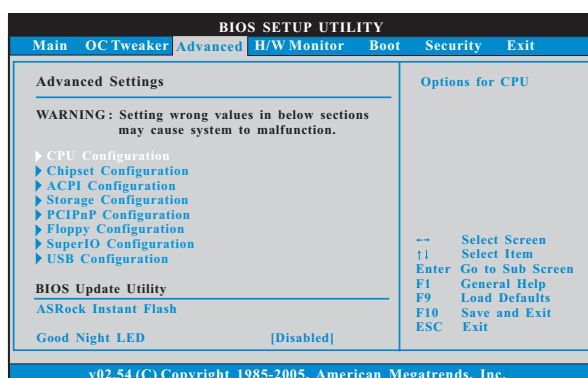 BIOS SETUP UTILITY
Main OC Tweaker Advanced H/W Monitor Boot Security Exit
Advanced Settings
WARNING : Setting wrong values in below sections
may cause system to malfunction.
CPU Configuration
Chipset Configuration
ACPI Configuration
Storage Configuration
PCIPnP Configuration
Floppy Configuration
SuperIO Configuration
USB Configuration
BIOS Update Utility
ASRock Instant Flash
Good Night LED [Disabled]
Options for CPU
←→ Select Screen
↑↓ Select Item
Enter Go to Sub Screen
F1 General Help
F9 Load Defaults
F10 Save and Exit
ESC Exit
v02.54 (C) Copyright 1985-2005, American Megatrends, Inc.